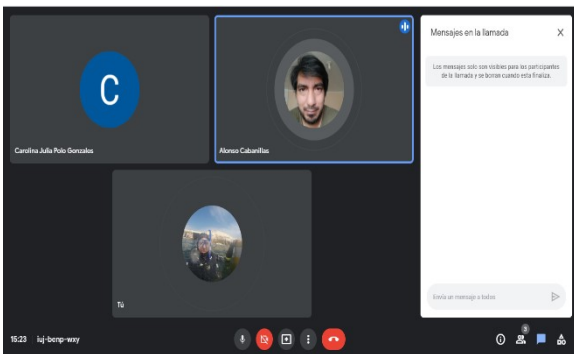 C
Carolina Julia Polo Gonzales
Alonso Cabanillas
Tú
Mensajes en la llamada
Los mensajes solo son visibles para los participantes
de la llamada y se borran cuando esta finaliza.
Envía un mensaje a todos
15:23 iuj-benp-wxy
3